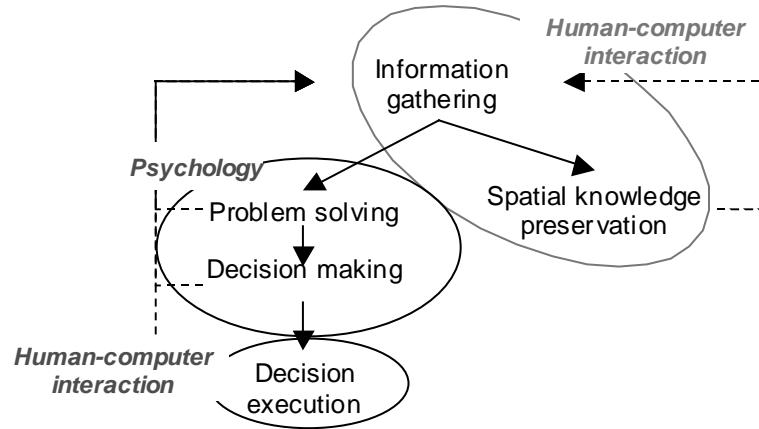 Human-computer
interaction
Information
gathering
Psychology
Spatial knowledge
preservation
Problem solving
Decision making
Human-computer
interaction
Decision
execution